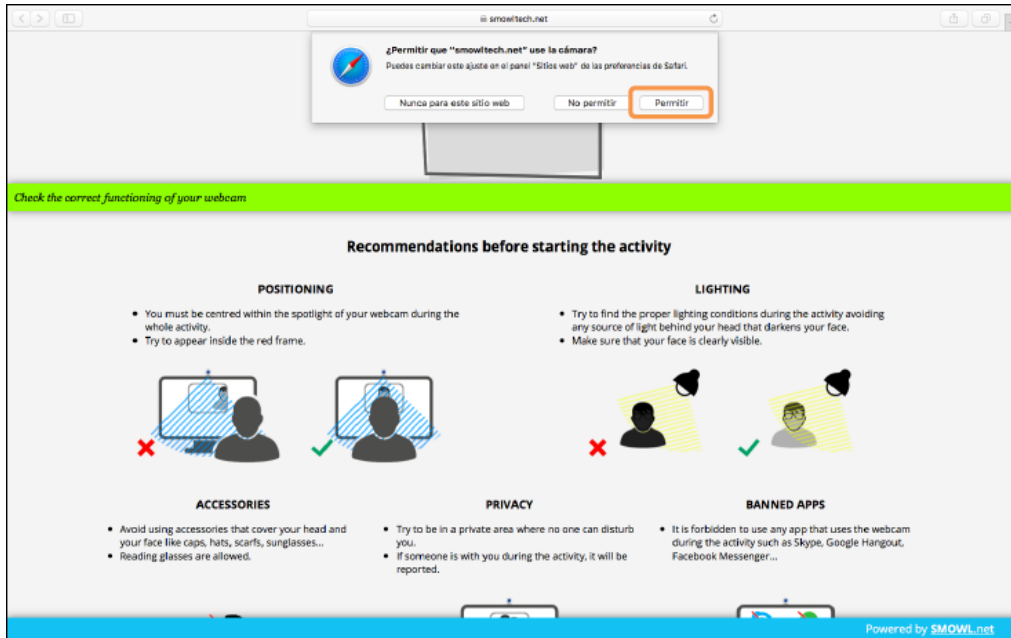 smowltech.net
¿Permitir que "smowltech.net" use la cámara?
Puedes cambiar este ajuste en el panel "Sitios web" de las preferencias de Safari.
Nunca para este sitio web
No permitir
Permitir
Check the correct functioning of your webcam
Recommendations before starting the activity
POSITIONING
• You must be centred within the spotlight of your webcam during the
whole activity.
• Try to appear inside the red frame.
LIGHTING
• Try to find the proper lighting conditions during the activity avoiding
any source of light behind your head that darkens your face.
• Make sure that your face is clearly visible.
ACCESSORIES
• Avoid using accessories that cover your head and
your face like caps, hats, scarfs, sunglasses...
• Reading glasses are allowed.
PRIVACY
• Try to be in a private area where no one can disturb
you.
• If someone is with you during the activity, it will be
reported.
BANNED APPS
• It is forbidden to use any app that uses the webcam
during the activity such as Skype, Google Hangout,
Facebook Messenger...
Powered by SMOWL.net